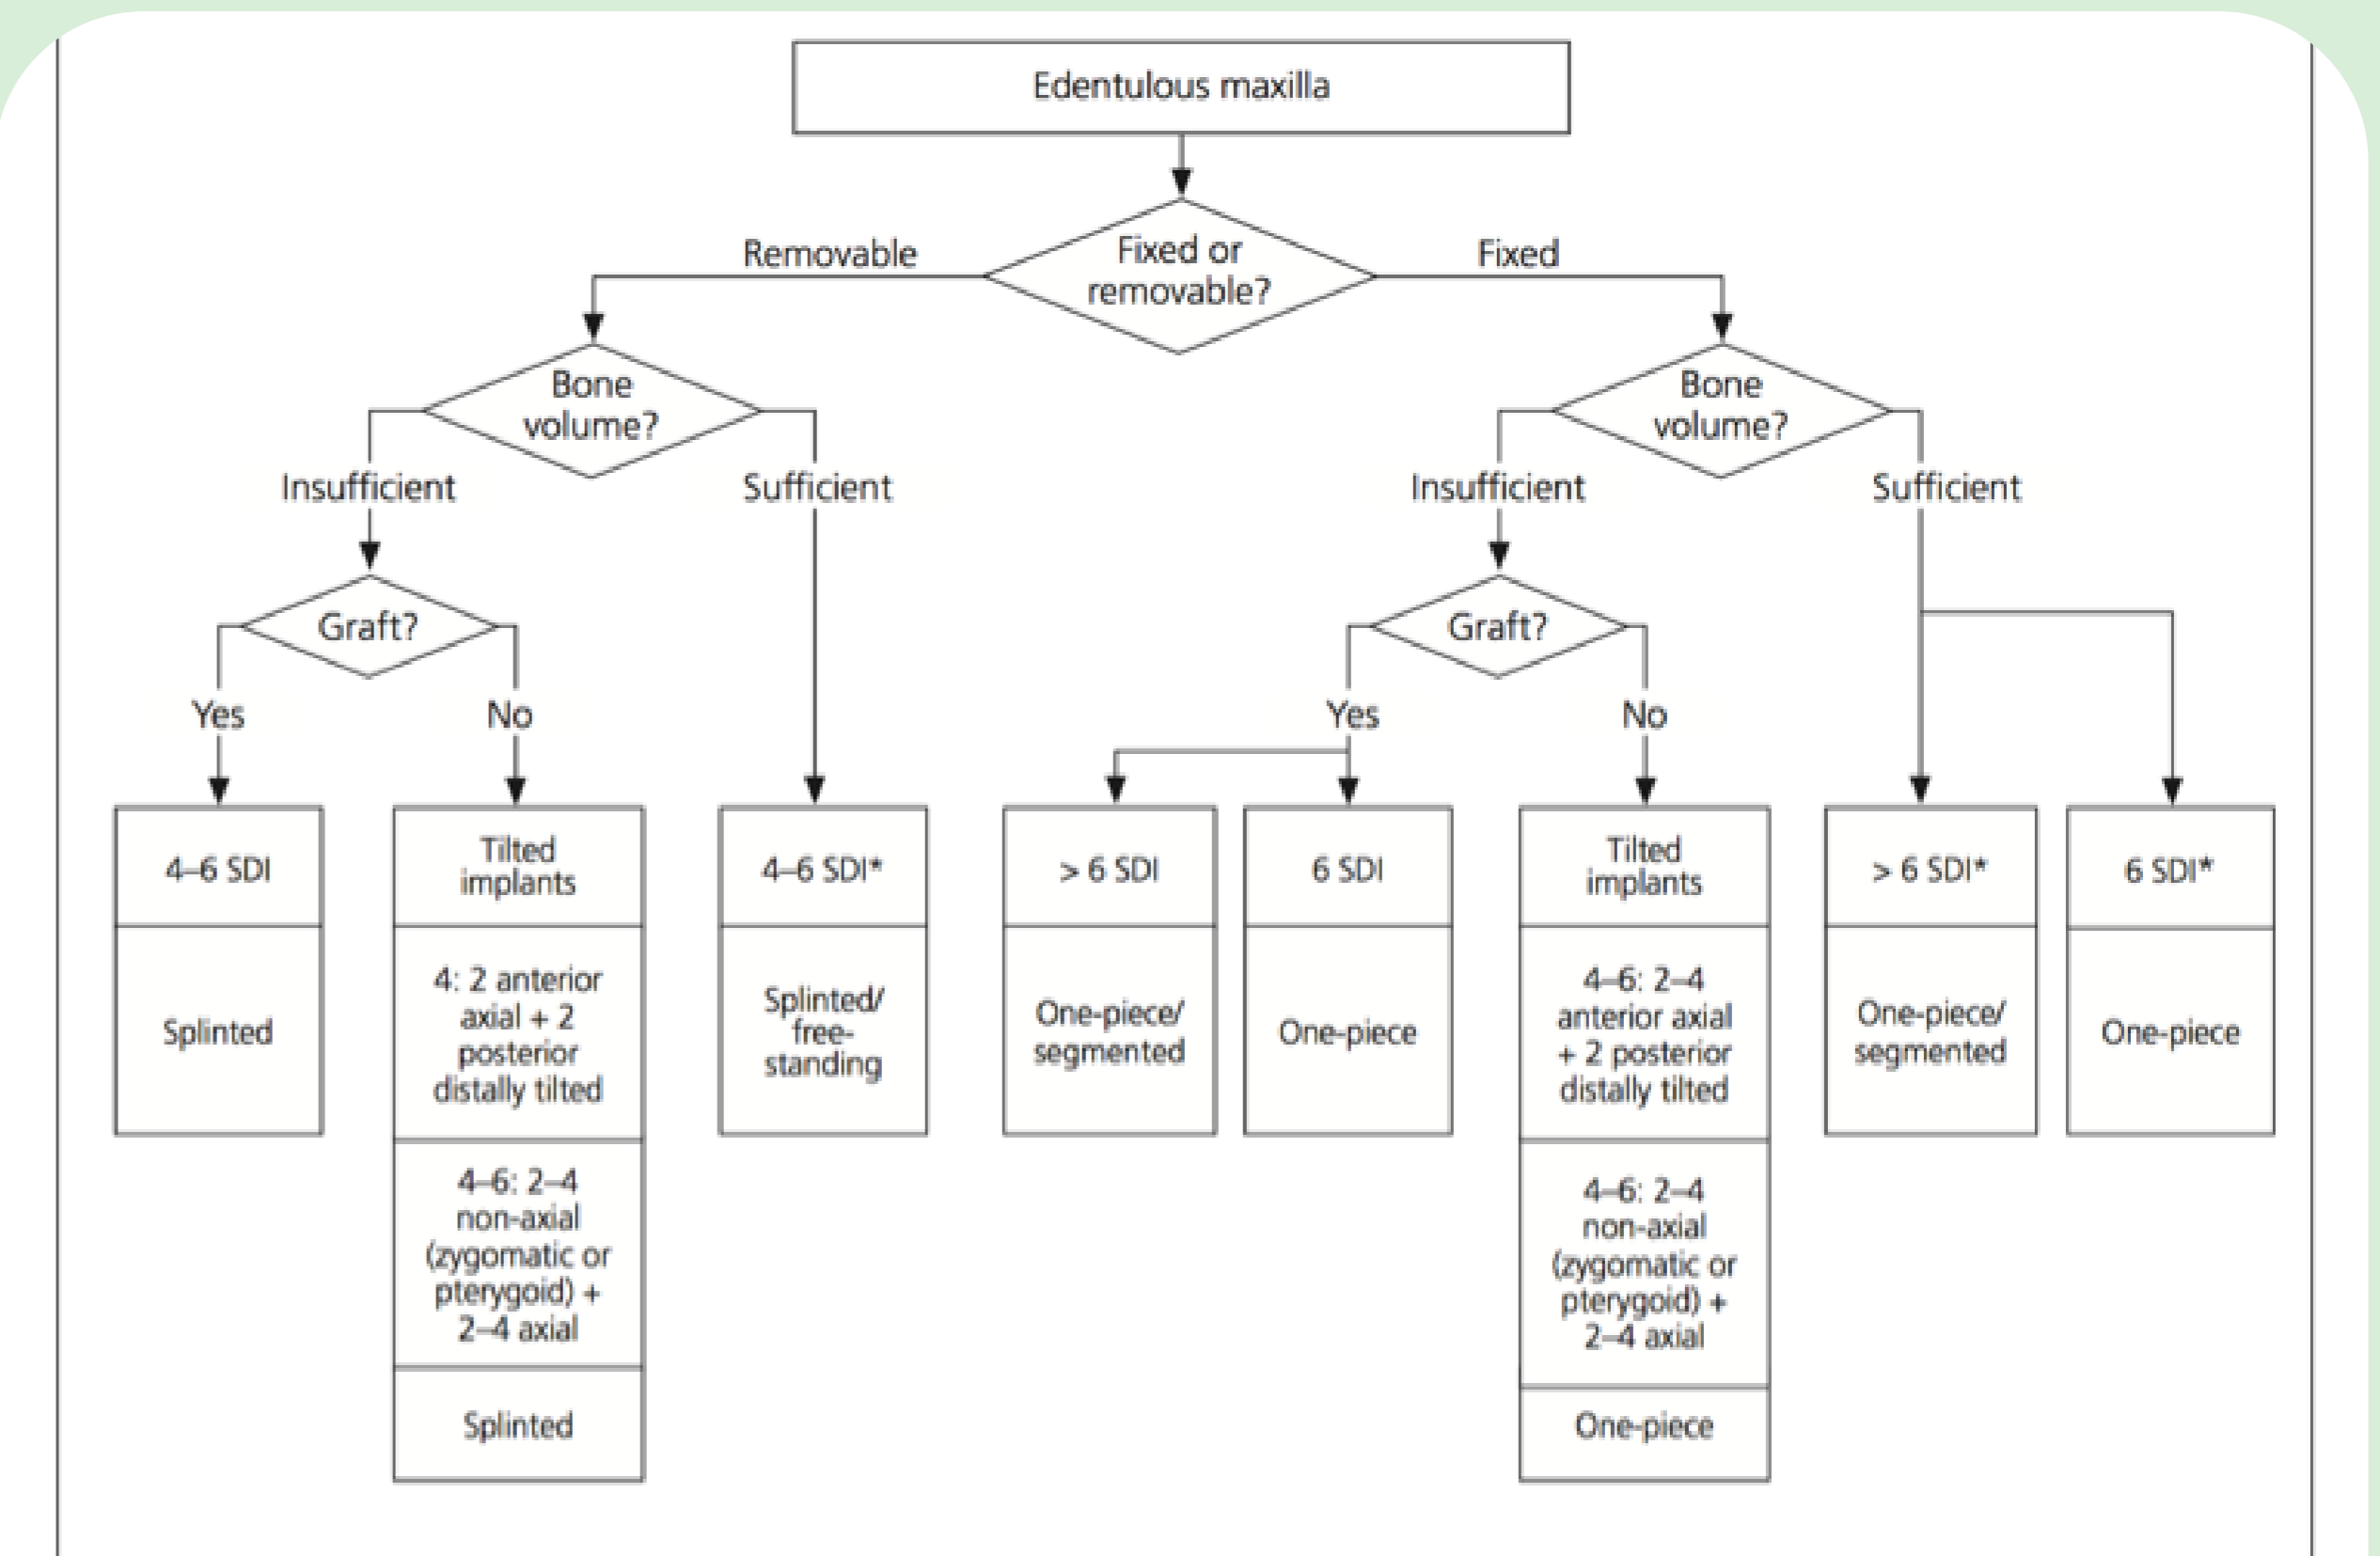 Edentulous maxilla
Fixed or
removable?
Removable
Fixed
Bone
volume?
Bone
volume?
Insufficient
Sufficient
Insufficient
Sufficient
Graft?
Graft?
Yes
No
Yes
No
4–6 SDI
Splinted
Tilted
implants
4: 2 anterior
axial + 2
posterior
distally tilted
4–6: 2–4
non-axial
(zygomatic or
pterygoid) +
2–4 axial
Splinted
4–6 SDI*
Splinted/
free-
standing
> 6 SDI
One-piece/
segmented
6 SDI
One-piece
Tilted
implants
4–6: 2–4
anterior axial
+ 2 posterior
distally tilted
4–6: 2–4
non-axial
(zygomatic or
pterygoid) +
2–4 axial
One-piece
> 6 SDI*
One-piece/
segmented
6 SDI*
One-piece